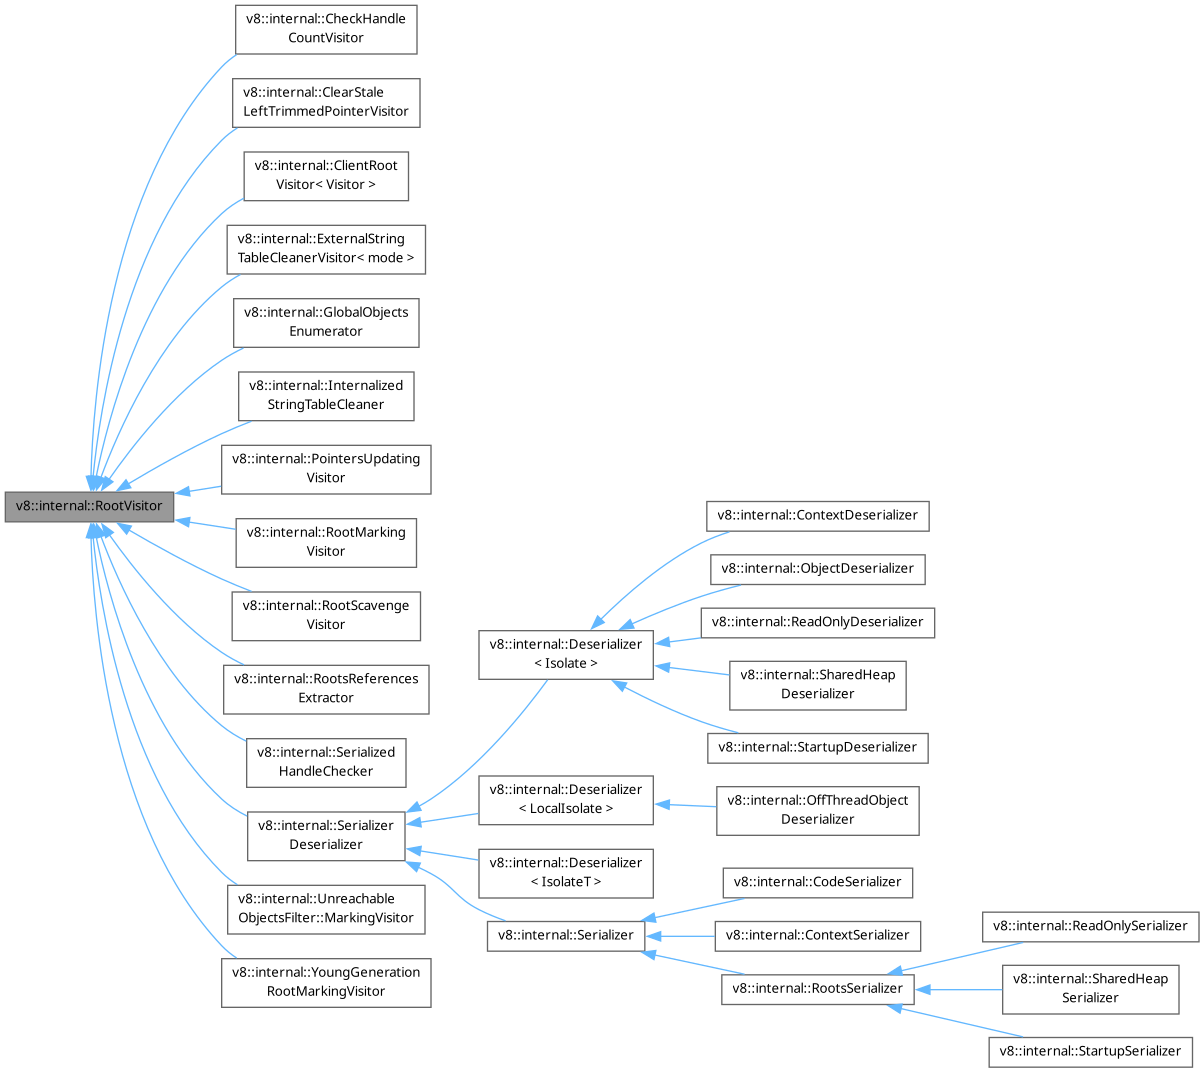 v8::internal::CheckHandle
CountVisitor
v8::internal::ClearStale
LeftTrimmedPointerVisitor
v8::internal::ClientRoot
Visitor< Visitor >
v8::internal::ExternalString
TableCleanerVisitor< mode >
v8::internal::GlobalObjects
Enumerator
v8::internal::Internalized
StringTableCleaner
v8::internal::PointersUpdating
Visitor
v8::internal::RootVisitor
v8::internal::RootMarking
Visitor
v8::internal::RootScavenge
Visitor
v8::internal::RootsReferences
Extractor
v8::internal::Serialized
HandleChecker
v8::internal::Serializer
Deserializer
v8::internal::Unreachable
ObjectsFilter::MarkingVisitor
v8::internal::YoungGeneration
RootMarkingVisitor
v8::internal::Deserializer
< Isolate >
v8::internal::Deserializer
< LocalIsolate >
v8::internal::Deserializer
< IsolateT >
v8::internal::Serializer
v8::internal::ContextDeserializer
v8::internal::ObjectDeserializer
v8::internal::ReadOnlyDeserializer
v8::internal::SharedHeap
Deserializer
v8::internal::StartupDeserializer
v8::internal::OffThreadObject
Deserializer
v8::internal::CodeSerializer
v8::internal::ContextSerializer
v8::internal::RootsSerializer
v8::internal::ReadOnlySerializer
v8::internal::SharedHeap
Serializer
v8::internal::StartupSerializer